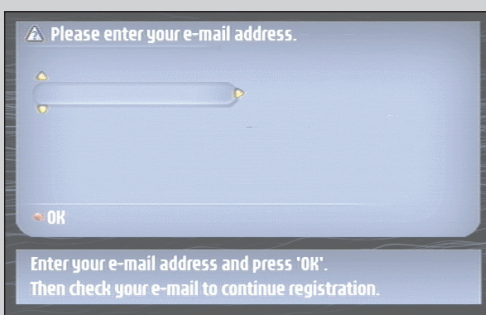 Please enter your e-mail address.
OK
Enter your e-mail address and press 'OK'.
Then check your e-mail to continue registration.